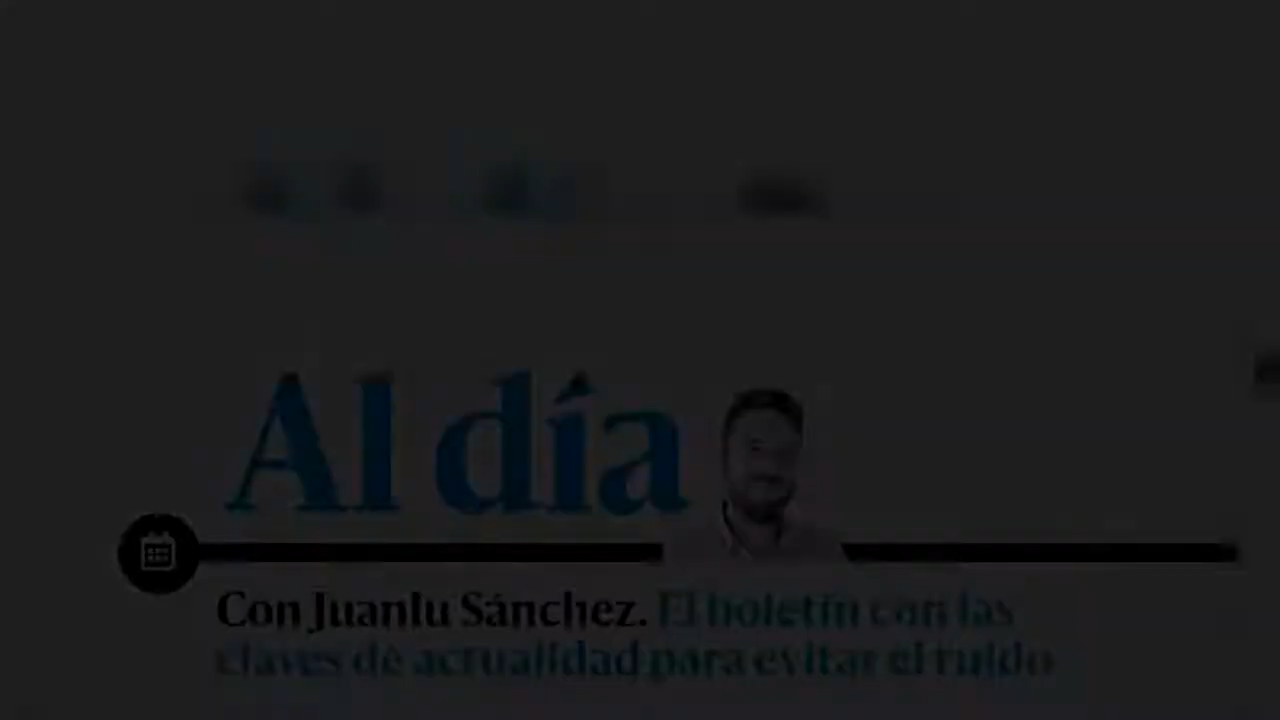 Al día
Con Juanlu Sánchez. El boletín con las
claves de actualidad para evitar el ruido